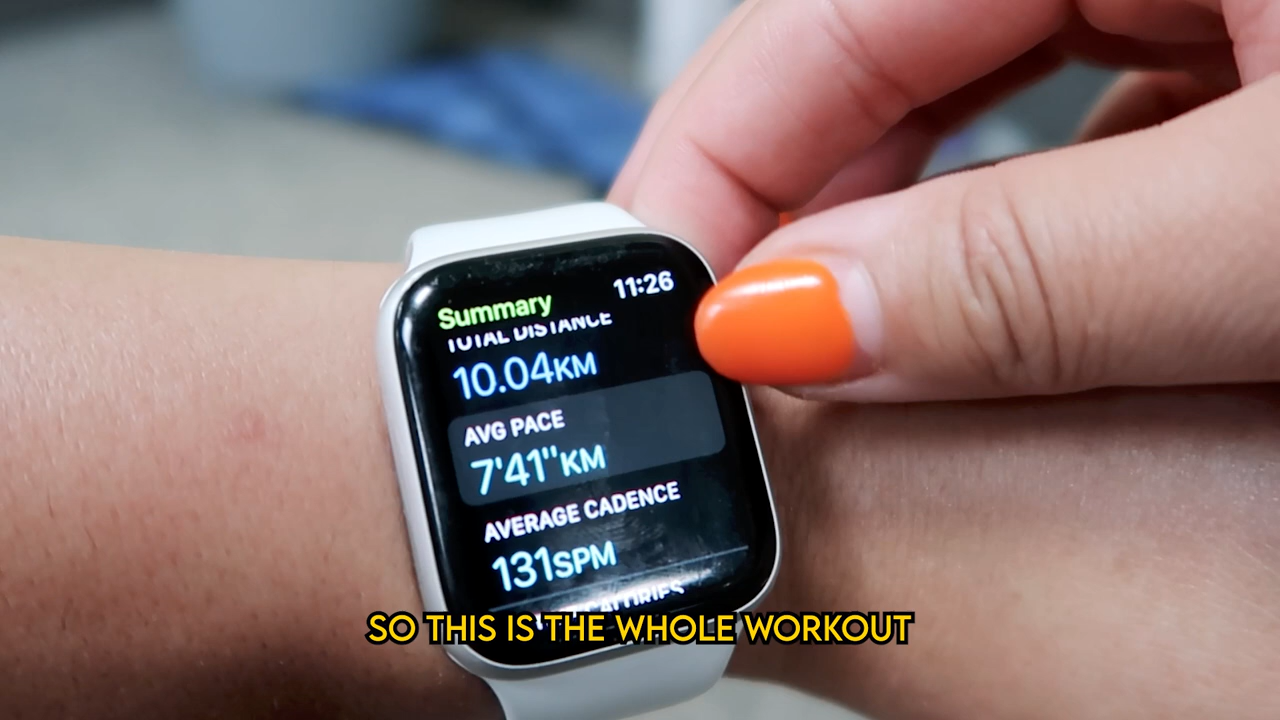 11:26
Summary
TOTAL DISTANCE
10.04KM
AVG PACE
7'41"KM
AVERAGE CADENCE
131SPM
CALORIES
SO THIS IS THE WHOLE WORKOUT